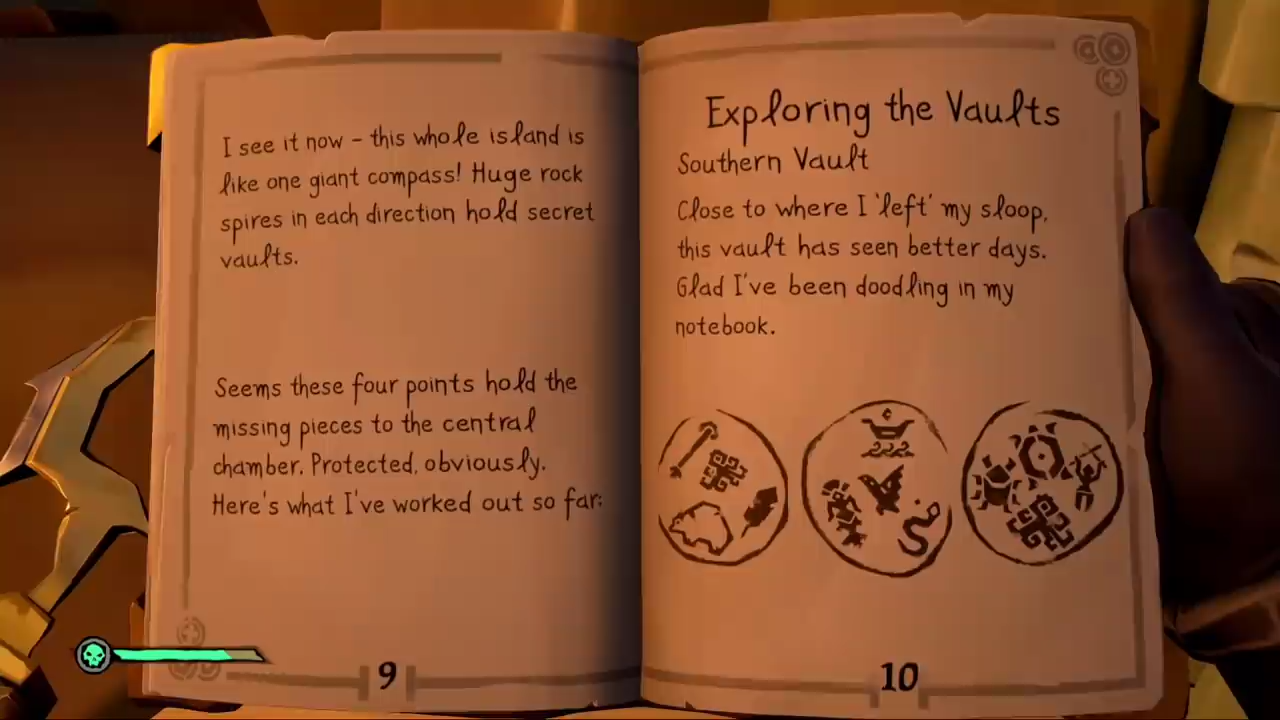 I see it now - this whole island is
like one giant compass! Huge rock
spires in each direction hold secret
vaults.
Seems these four points hold the
missing pieces to the central
chamber. Protected, obviously.
Here's what I've worked out so far:
9
Exploring the Vaults
Southern Vault
Close to where I 'left' my sloop,
this vault has seen better days.
Glad I've been doodling in my
notebook.
10